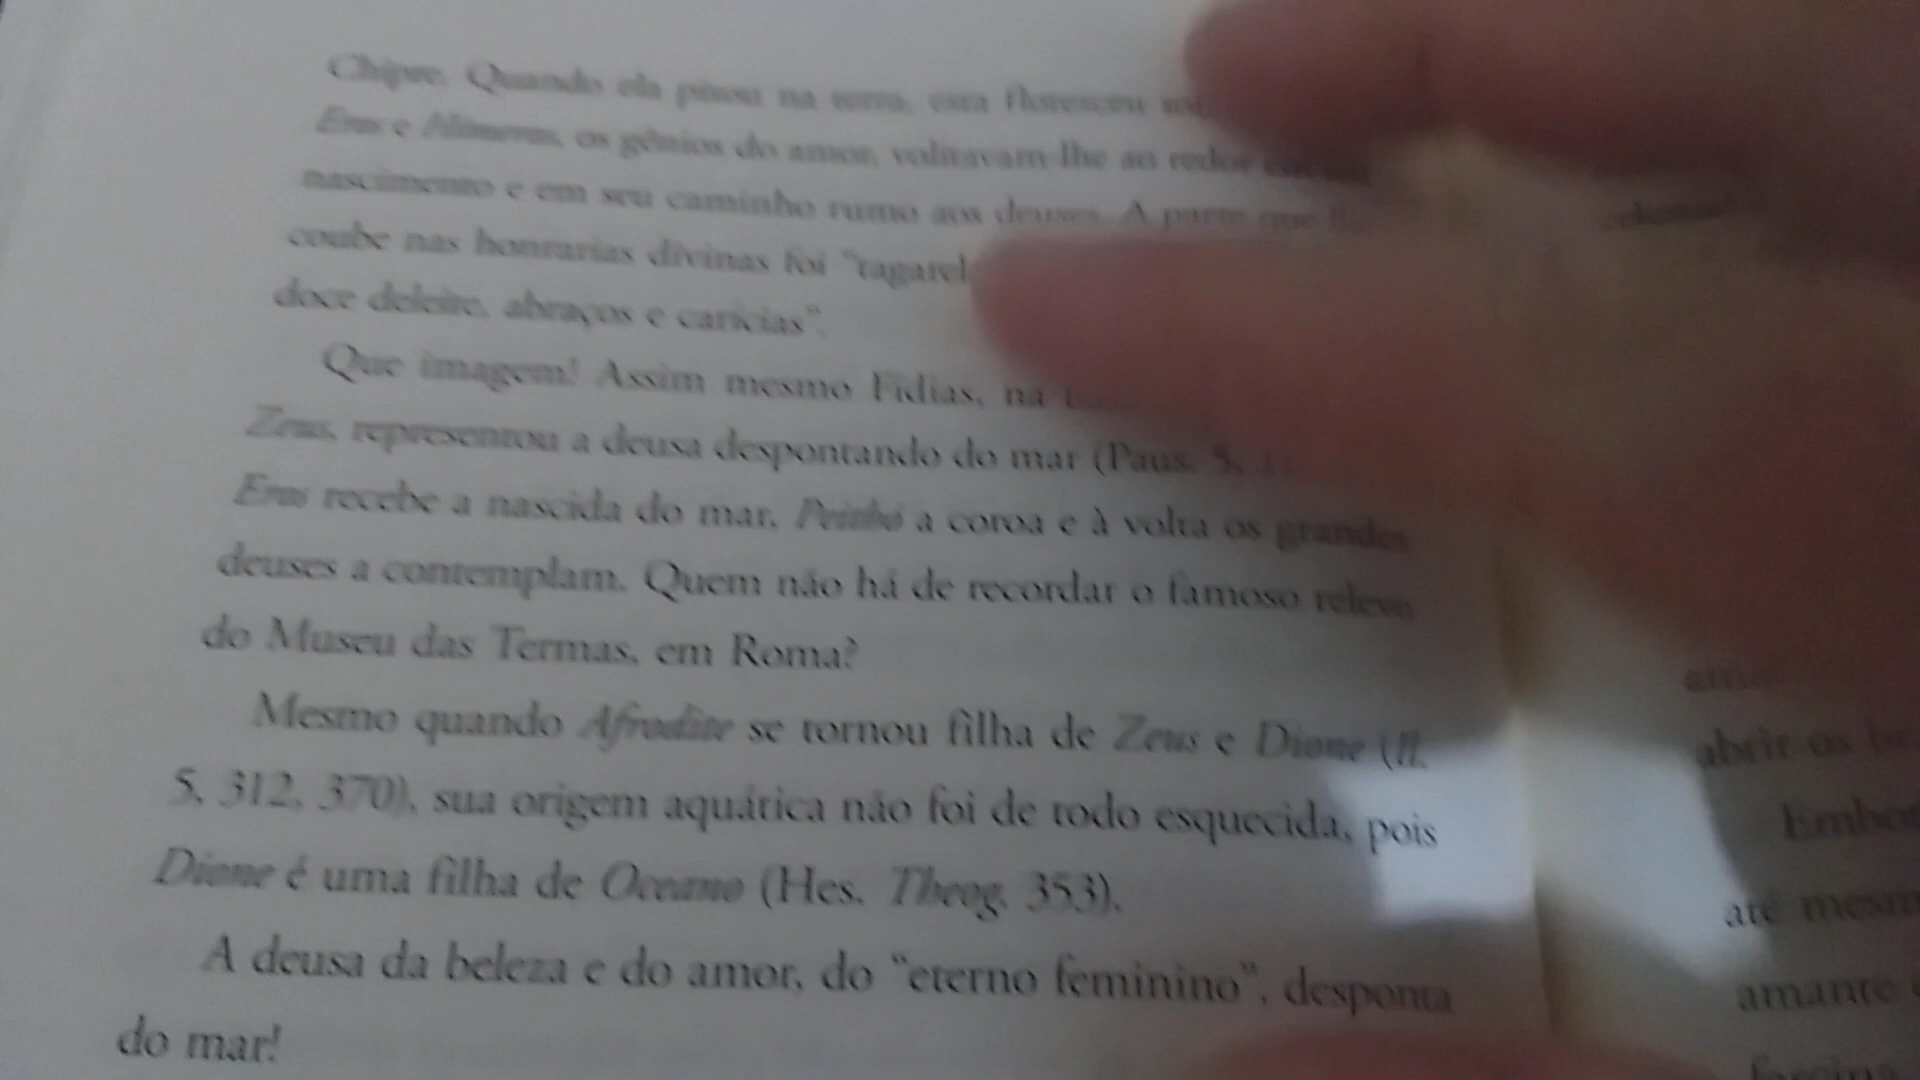 Chipre. Quando ela pisou na terra, esta floresceu
Eros e Hímeros, os gênios do amor, volitavam-lhe ao redor
nascimento e em seu caminho rumo aos deuses. A parte que
coube nas honrarias divinas foi "tagarel
doce deleite, abraços e carícias".
Que imagem! Assim mesmo Fídias, na
Zeus, representou a deusa despontando do mar (Paus. 5,
Eros recebe a nascida do mar, Peithó a coroa e à volta os grandes
deuses a contemplam. Quem não há de recordar o famoso relevo
do Museu das Termas, em Roma?
Mesmo quando Afrodite se tornou filha de Zeus e Dione (Il.
5, 312, 370), sua origem aquática não foi de todo esquecida, pois
Dione é uma filha de Oceano (Hes. Theog. 353).
A deusa da beleza e do amor, do "eterno feminino", desponta
do mar!
abrir os
até
amante